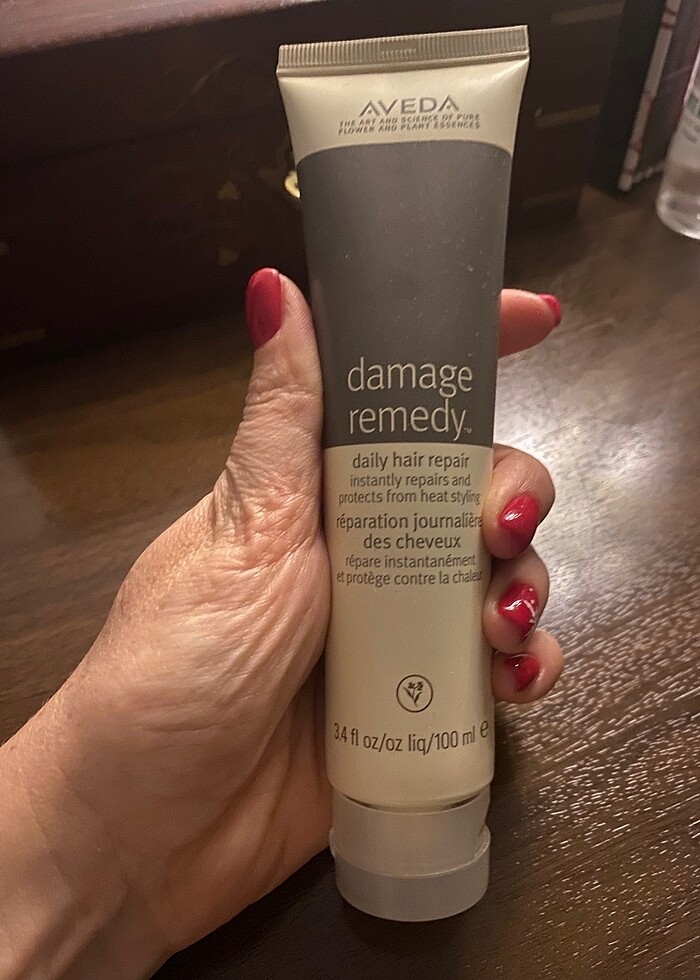 AVEDA
THE ART AND SCIENCE OF PURE
FLOWER AND PLANT ESSENCES
damage
remedy™
daily hair repair
instantly repairs and
protects from heat styling
réparation journalière
des cheveux
répare instantanément
et protège contre la chaleur
3.4 fl oz/oz liq/100 ml ℮